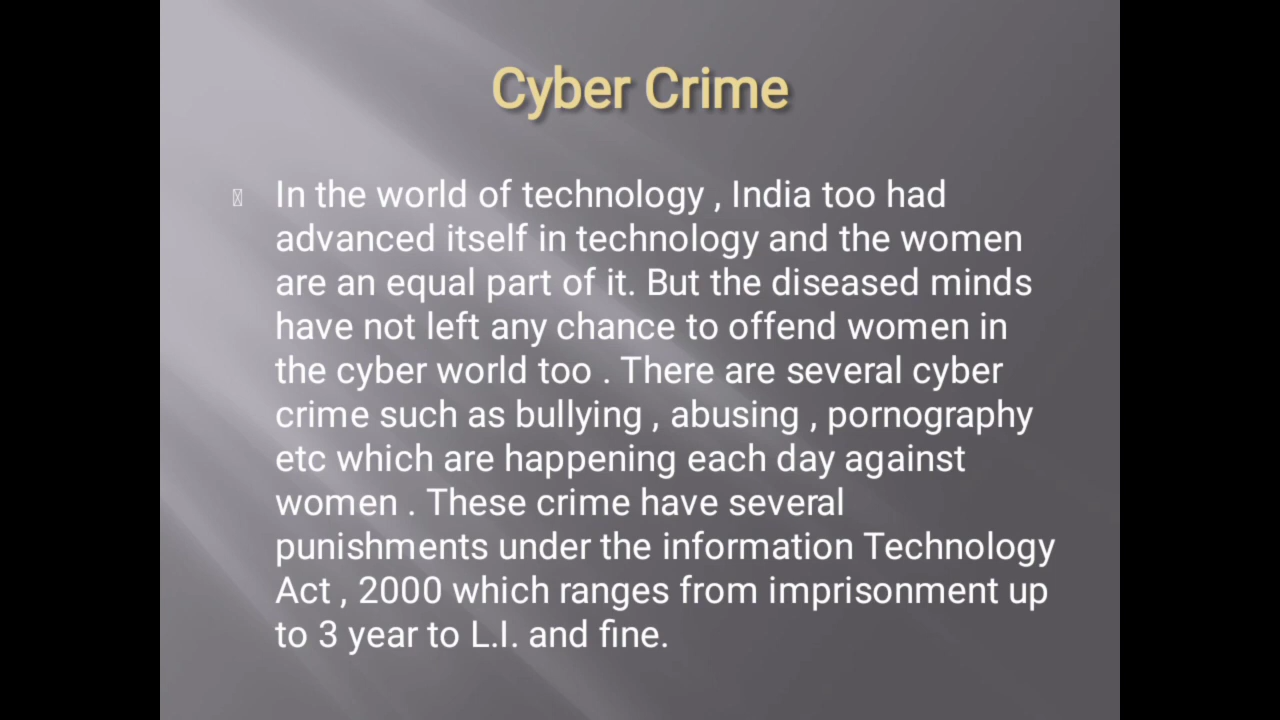 Cyber Crime
In the world of technology , India too had
advanced itself in technology and the women
are an equal part of it. But the diseased minds
have not left any chance to offend women in
the cyber world too . There are several cyber
crime such as bullying , abusing , pornography
etc which are happening each day against
women . These crime have several
punishments under the information Technology
Act , 2000 which ranges from imprisonment up
to 3 year to L.I. and fine.